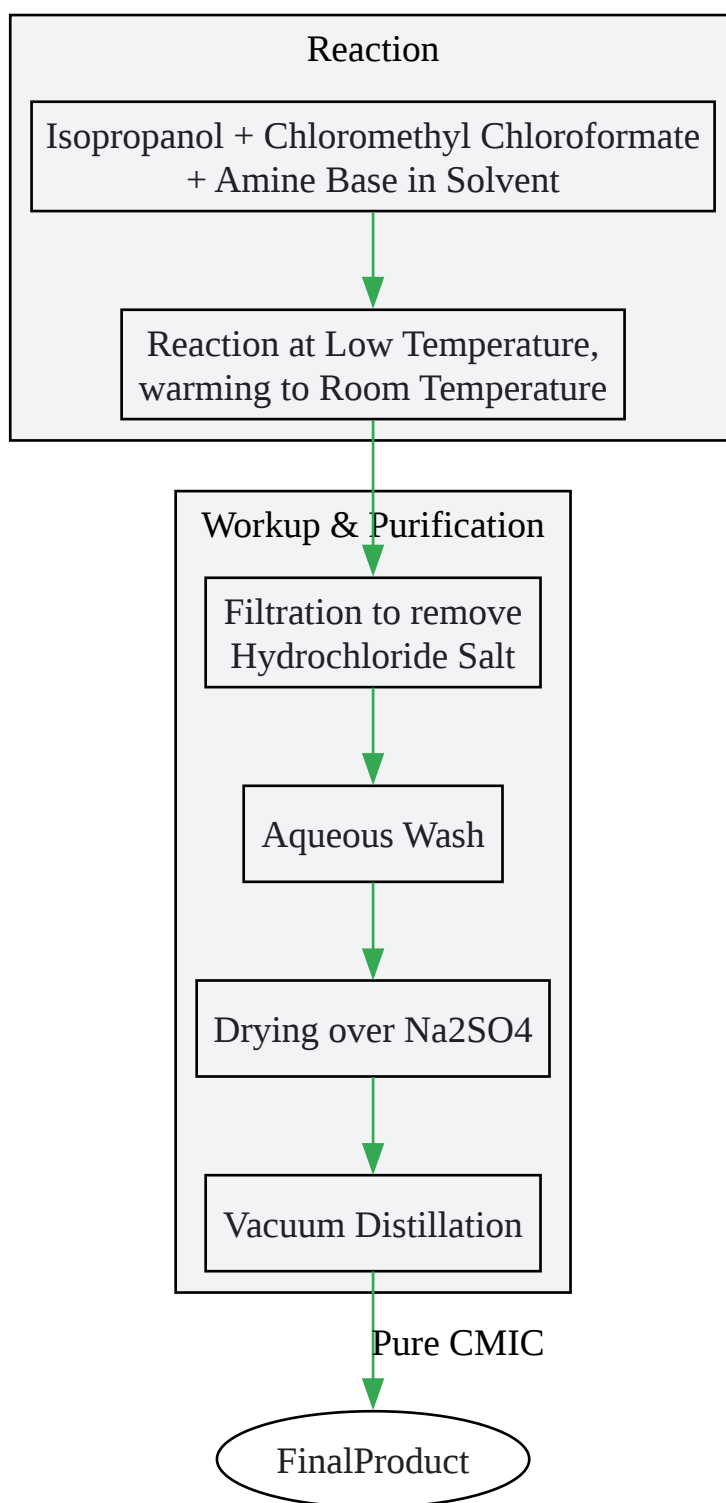 Reaction
Isopropanol + Chloromethyl Chloroformate
+ Amine Base in Solvent
Reaction at Low Temperature,
warming to Room Temperature
Workup & Purification
Filtration to remove
Hydrochloride Salt
Aqueous Wash
Drying over Na2SO4
Vacuum Distillation
Pure CMIC
FinalProduct